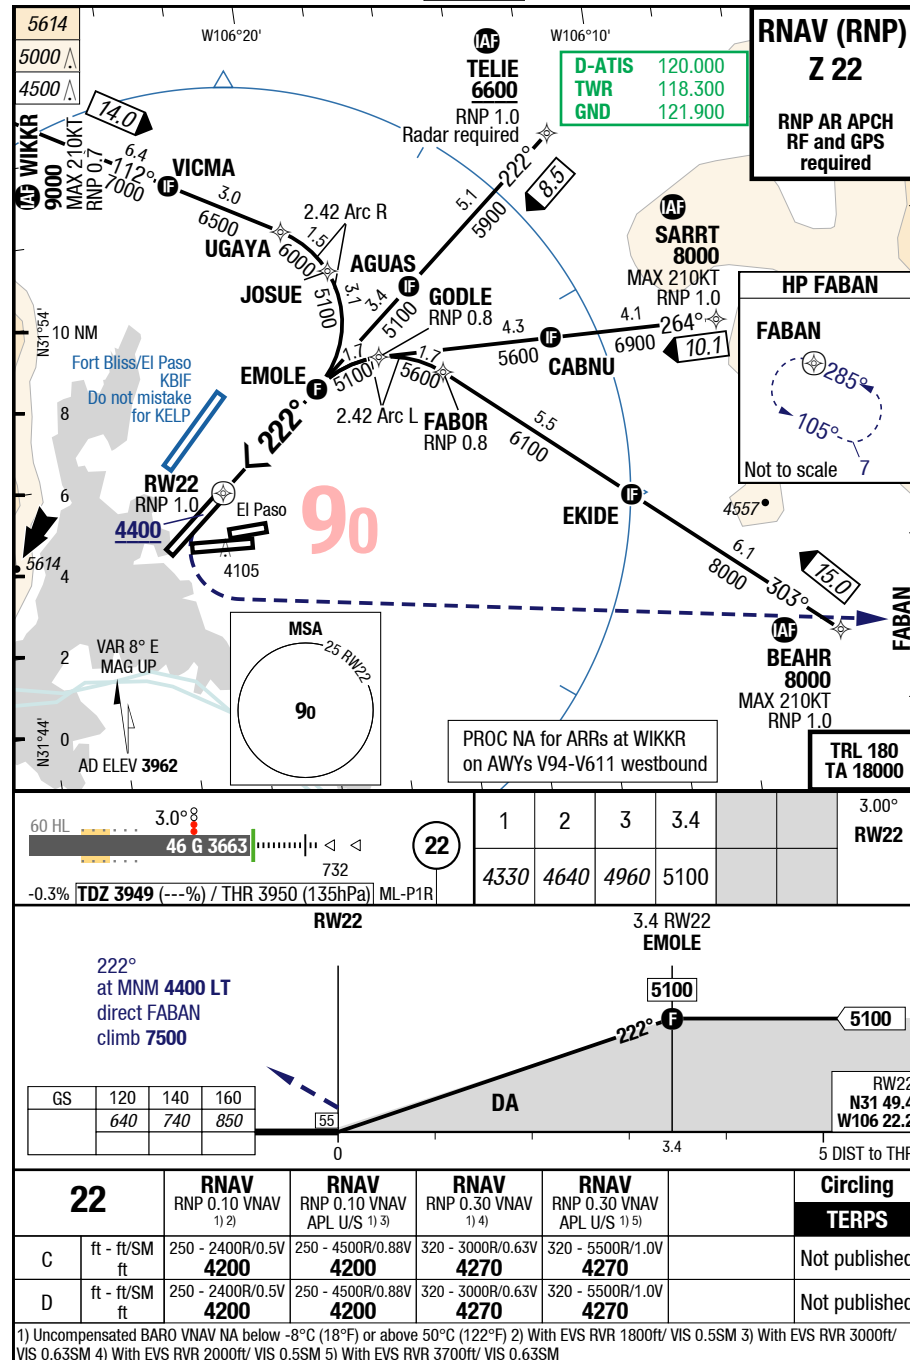 5614
5000
4500
W106°20'
W106°10'
RNAV (RNP)
Z 22
RNP AR APCH
RF and GPS
required
D-ATIS 120.000
TWR 118.300
GND 121.900
IAF
TELIE
6600
RNP 1.0
Radar required
14.0
IAF WIKKR
9000
MAX 210KT
RNP 0.7
6.4
112°
7000
IF
VICMA
3.0
6500
UGAYA
2.42 Arc R
1.5
6000
JOSUE
3.1
5100
222°
8.5
5.1
5900
AGUAS
IF
3.4
5100
GODLE
RNP 0.8
IAF
SARRT
8000
MAX 210KT
RNP 1.0
264°
4.1
6900
10.1
IF
CABNU
4.3
5600
HP FABAN
FABAN
285°
105°
7
Not to scale
N31°54'
10 NM
8
6
4
2
0
N31°44'
Fort Bliss/El Paso
KBIF
Do not mistake
for KELP
EMOLE
F
1.7
5100
1.7
5600
2.42 Arc L
FABOR
RNP 0.8
5.5
6100
222°
RW22
RNP 1.0
4400
El Paso
4105
90
IF
EKIDE
4557
6.1
8000
303°
15.0
IAF
BEAHR
8000
MAX 210KT
RNP 1.0
FABAN
5614
VAR 8° E
MAG UP
AD ELEV 3962
MSA
25 RW22
90
PROC NA for ARRs at WIKKR
on AWYs V94-V611 westbound
TRL 180
TA 18000
60 HL
3.0°
46 G 3663
732
-0.3% TDZ 3949 (---%) / THR 3950 (135hPa) ML-P1R
22
1 2 3 3.4
4330 4640 4960 5100
3.00°
RW22
RW22
3.4 RW22
EMOLE
222°
at MNM 4400 LT
direct FABAN
climb 7500
5100
F
222°
5100
DA
GS 120 140 160
640 740 850
55
RW22
N31 49.4
W106 22.2
0
3.4
5 DIST to THR
22
RNAV
RNP 0.10 VNAV
1) 2)
RNAV
RNP 0.10 VNAV
APL U/S 1) 3)
RNAV
RNP 0.30 VNAV
1) 4)
RNAV
RNP 0.30 VNAV
APL U/S 1) 5)
Circling
TERPS
C ft - ft/SM 250 - 2400R/0.5V 250 - 4500R/0.88V 320 - 3000R/0.63V 320 - 5500R/1.0V Not published
ft 4200 4200 4270 4270
D ft - ft/SM 250 - 2400R/0.5V 250 - 4500R/0.88V 320 - 3000R/0.63V 320 - 5500R/1.0V Not published
ft 4200 4200 4270 4270
1) Uncompensated BARO VNAV NA below -8°C (18°F) or above 50°C (122°F) 2) With EVS RVR 1800ft/ VIS 0.5SM 3) With EVS RVR 3000ft/
VIS 0.63SM 4) With EVS RVR 2000ft/ VIS 0.5SM 5) With EVS RVR 3700ft/ VIS 0.63SM